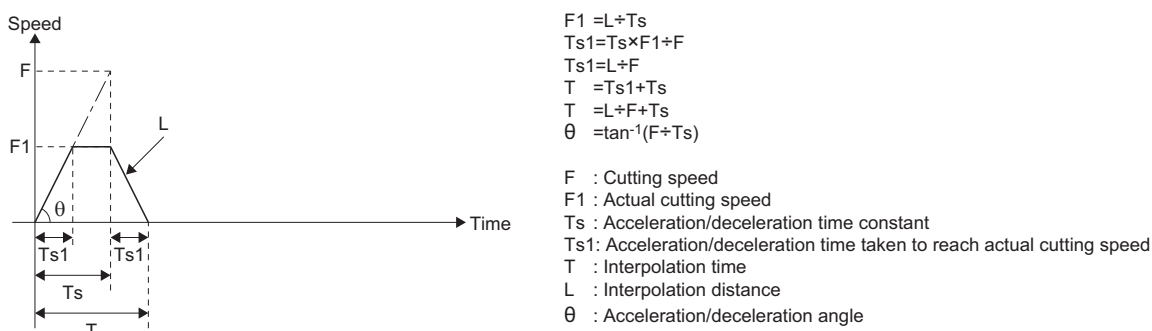 Speed
F
L
F1
θ
Time
Ts1
Ts1
Ts
T
F1 =L÷Ts
Ts1=Ts×F1÷F
Ts1=L÷F
T =Ts1+Ts
T =L÷F+Ts
θ =tan-1(F÷Ts)
F : Cutting speed
F1 : Actual cutting speed
Ts : Acceleration/deceleration time constant
Ts1: Acceleration/deceleration time taken to reach actual cutting speed
T : Interpolation time
L : Interpolation distance
θ : Acceleration/deceleration angle